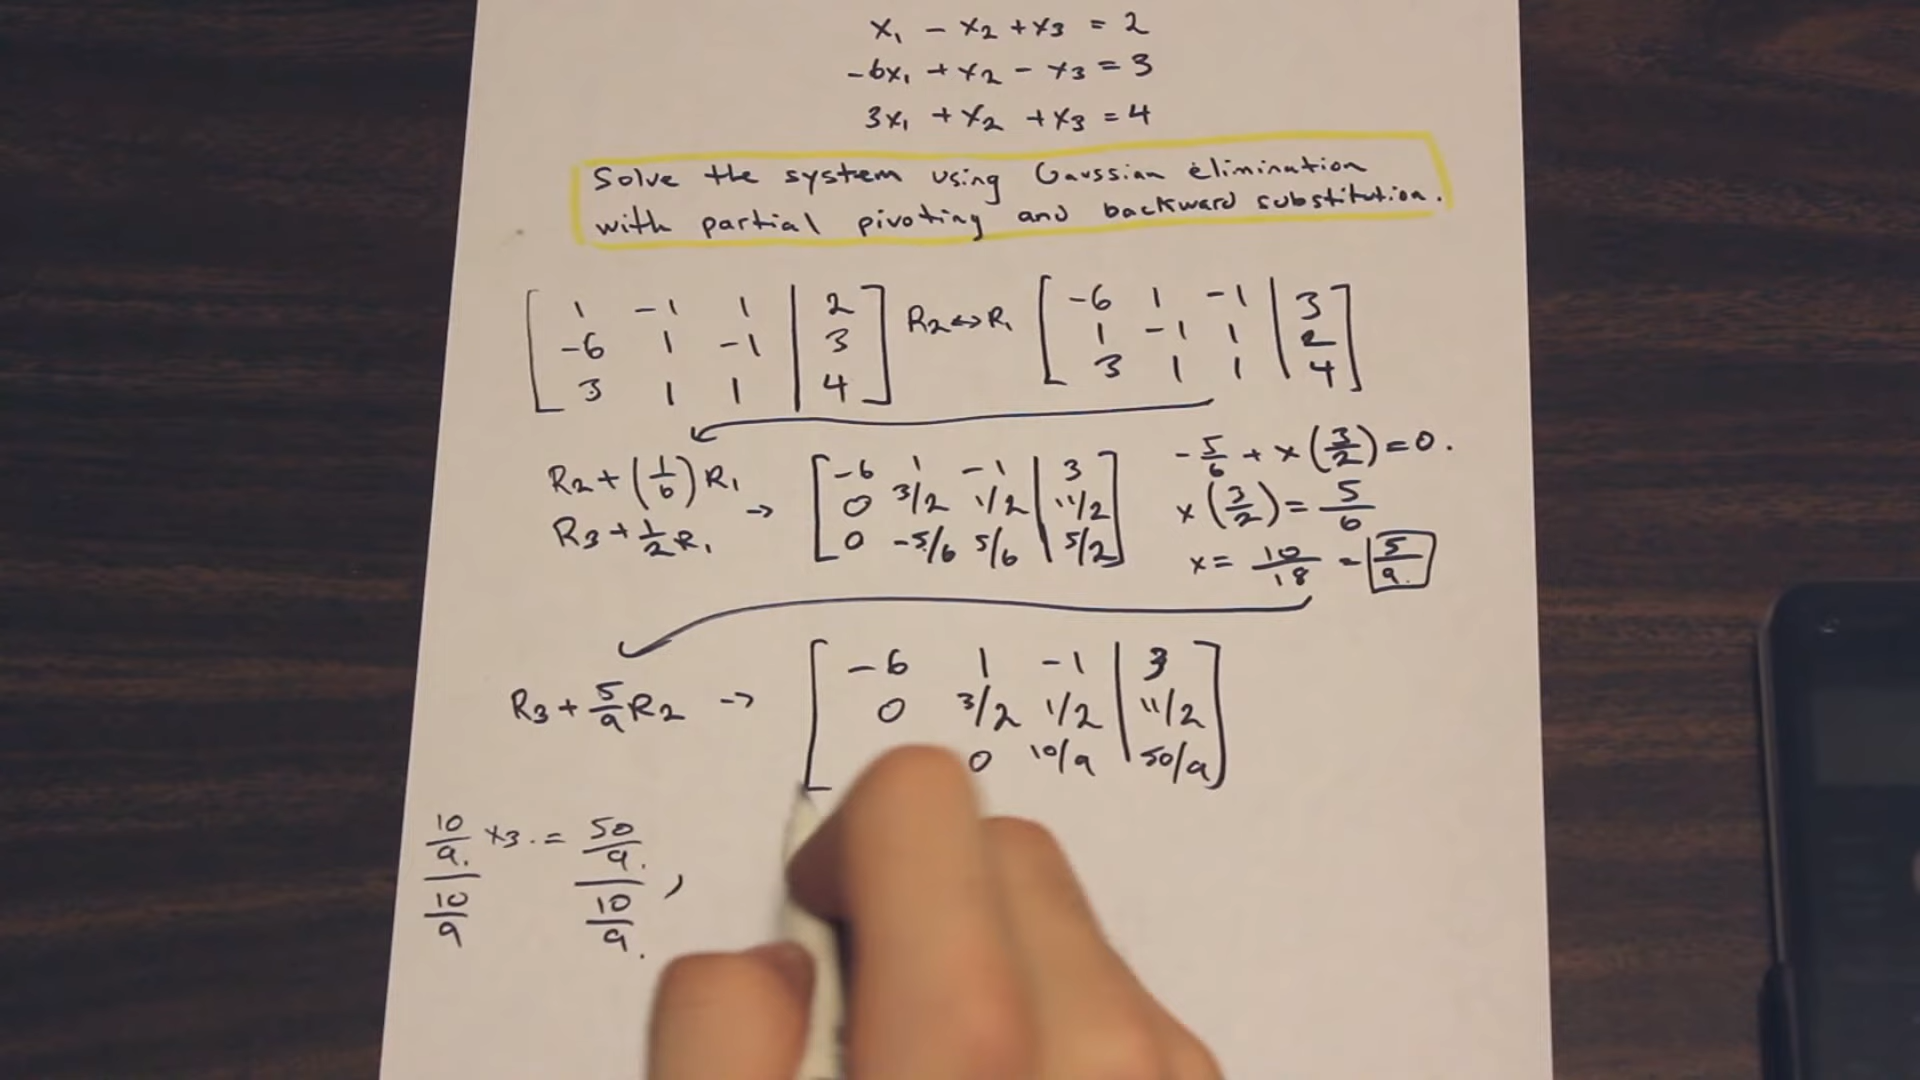 x₁ - x₂ + x₃ = 2
-6x₁ + x₂ - x₃ = 3
3x₁ + x₂ + x₃ = 4
Solve the system using Gaussian elimination
with partial pivoting and backward substitution.
[ 1 -1 1 | 2 ] R₂↔R₁ [ -6 1 -1 | 3 ]
[ -6 1 -1 | 3 ] [ 1 -1 1 | 2 ]
[ 3 1 1 | 4 ] [ 3 1 1 | 4 ]
R₂ + (1/6) R₁
R₃ + 1/2 R₁ →
[ -6 1 -1 | 3 ]
[ 0 3/2 1/2 | 11/2 ]
[ 0 -5/6 5/6 | 5/2 ]
-5/6 + x (3/2) = 0.
x (3/2) = 5/6
x = 10/18 = 5/9.
R₃ + 5/9 R₂ →
[ -6 1 -1 | 3 ]
[ 0 3/2 1/2 | 11/2 ]
[ 0 10/9 | 50/9 ]
10/9. x₃. = 50/9.
10/9 10/9. ,